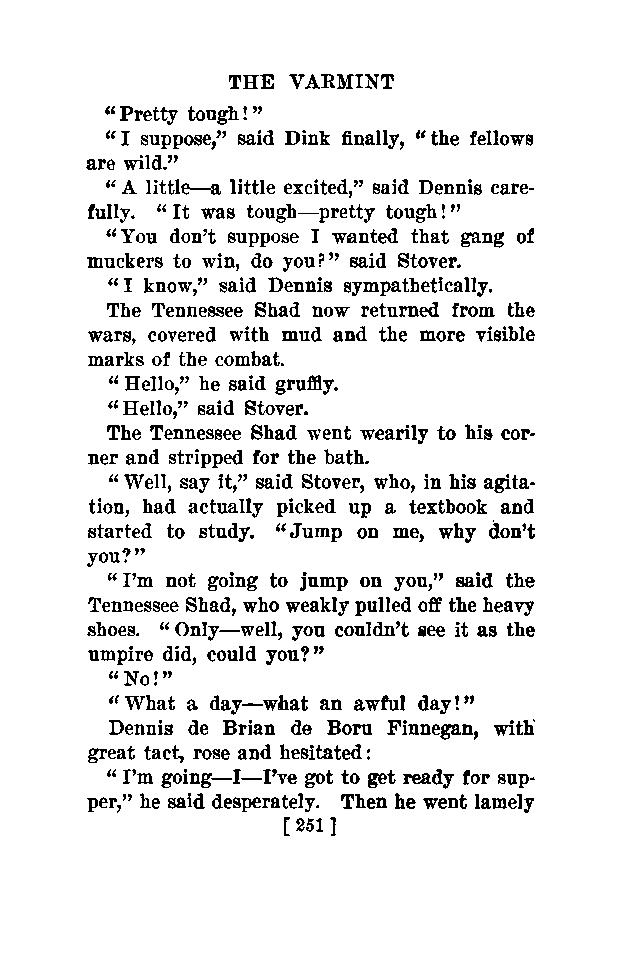 THE VARMINT
"Pretty tough!"
"I suppose," said Dink finally, "the fellows
are wild."
"A little—a little excited," said Dennis care-
fully. "It was tough—pretty tough!"
"You don't suppose I wanted that gang of
muckers to win, do you?" said Stover.
"I know," said Dennis sympathetically.
The Tennessee Shad now returned from the
wars, covered with mud and the more visible
marks of the combat.
"Hello," he said gruffly.
"Hello," said Stover.
The Tennessee Shad went wearily to his cor-
ner and stripped for the bath.
"Well, say it," said Stover, who, in his agita-
tion, had actually picked up a textbook and
started to study. "Jump on me, why don't
you?"
"I'm not going to jump on you," said the
Tennessee Shad, who weakly pulled off the heavy
shoes. "Only—well, you couldn't see it as the
umpire did, could you?"
"No!"
"What a day—what an awful day!"
Dennis de Brian de Boru Finnegan, with
great tact, rose and hesitated:
"I'm going—I—I've got to get ready for sup-
per," he said desperately. Then he went lamely
[251]